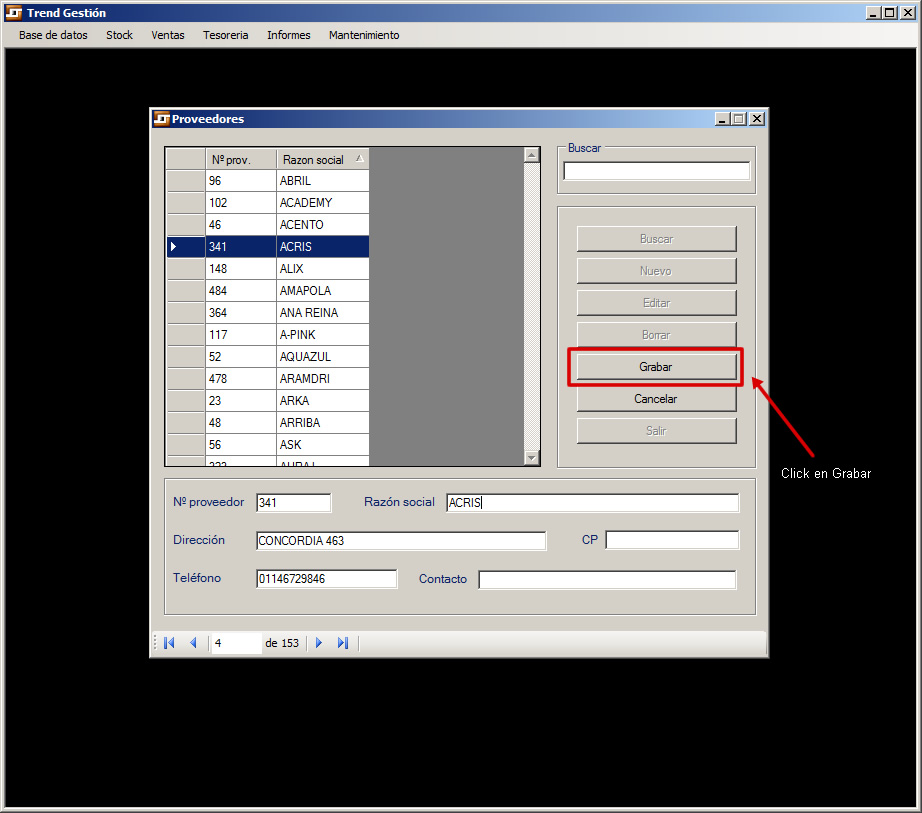 Trend Gestión
Base de datos Stock Ventas Tesoreria Informes Mantenimiento
Proveedores
Nº prov. Razon social
96 ABRIL
102 ACADEMY
46 ACENTO
341 ACRIS
148 ALIX
484 AMAPOLA
364 ANA REINA
117 A-PINK
52 AQUAZUL
478 ARAMDRI
23 ARKA
48 ARRIBA
56 ASK
Buscar
Buscar
Nuevo
Editar
Borrar
Grabar
Cancelar
Salir
Click en Grabar
Nº proveedor 341 Razón social ACRIS
Dirección CONCORDIA 463 CP
Teléfono 01146729846 Contacto
4 de 153